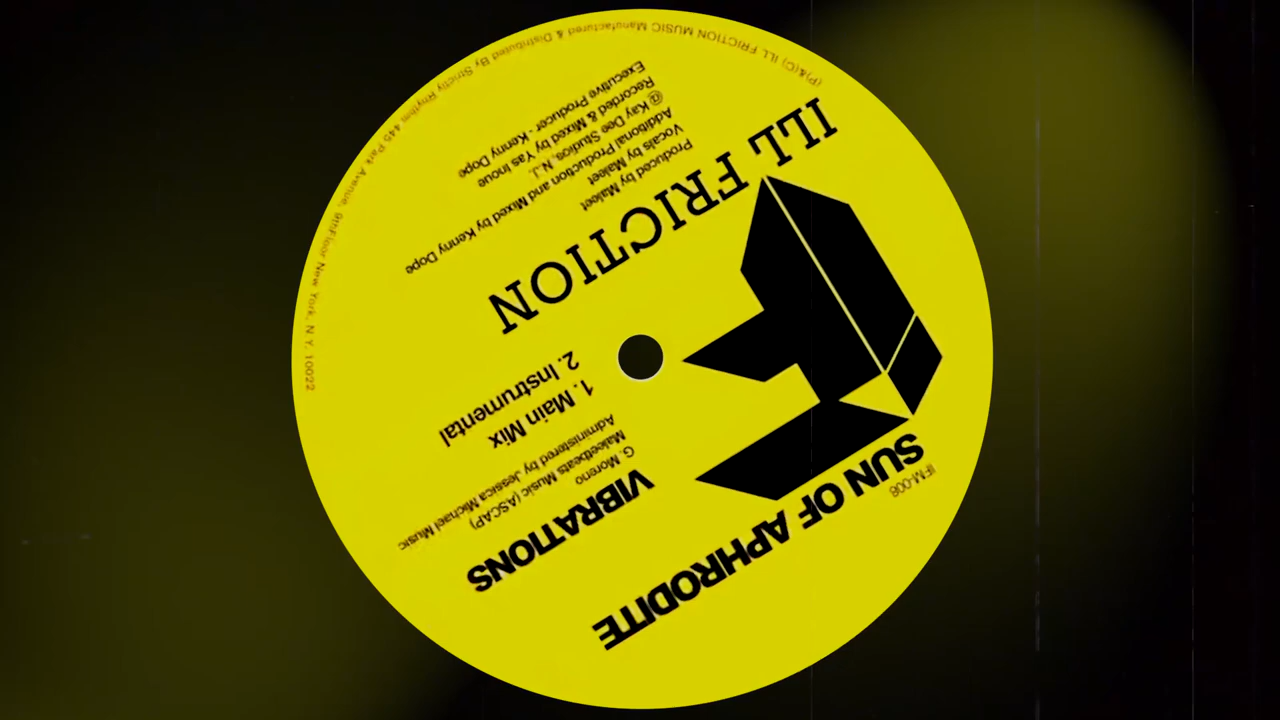 IFM-008
SUN OF APHRODITE
VIBRATIONS
G. Moreno
Maleetbeats Music (ASCAP)
Administered by Jessica Michael Music
1. Main Mix
2. Instrumental
ILL FRICTION
Produced by Maleet
Vocals by Maleet
Additional Production and Mixed by Kenny Dope
@ Kay Dee Studios, N.J.
Recorded & Mixed by Yas Inoue
Executive Producer - Kenny Dope
(P)&(C) ILL FRICTION MUSIC Manufactured & Distributed By Strictly Rhythm 445 Park Avenue, 9thFloor New York, N.Y. 10022